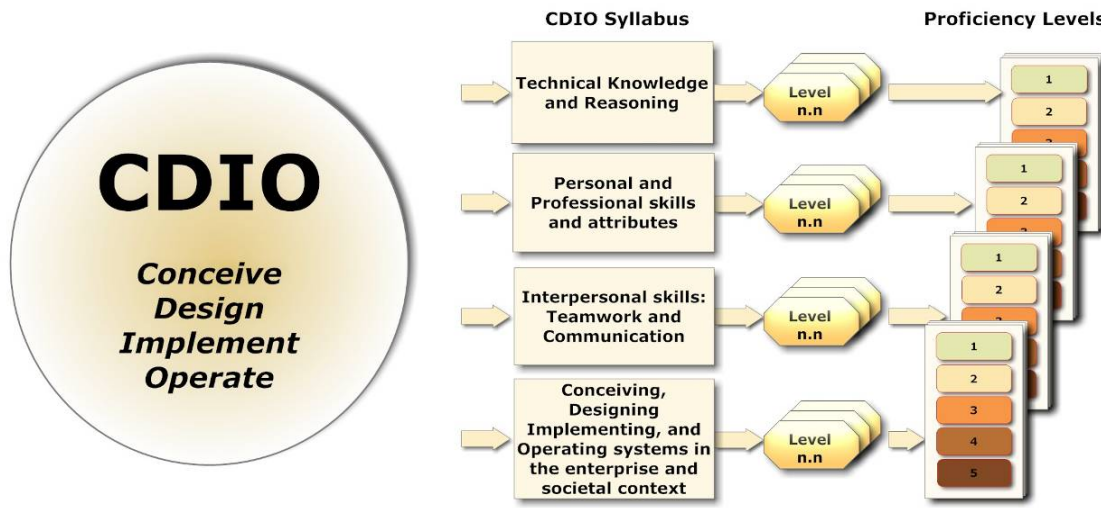 CDIO
Conceive
Design
Implement
Operate
CDIO Syllabus
Proficiency Levels
Technical Knowledge
and Reasoning
Level
n.n
1
2
Personal and
Professional skills
and attributes
Level
n.n
1
2
Interpersonal skills:
Teamwork and
Communication
Level
n.n
1
2
Conceiving,
Designing
Implementing, and
Operating systems in
the enterprise and
societal context
Level
n.n
1
2
3
4
5